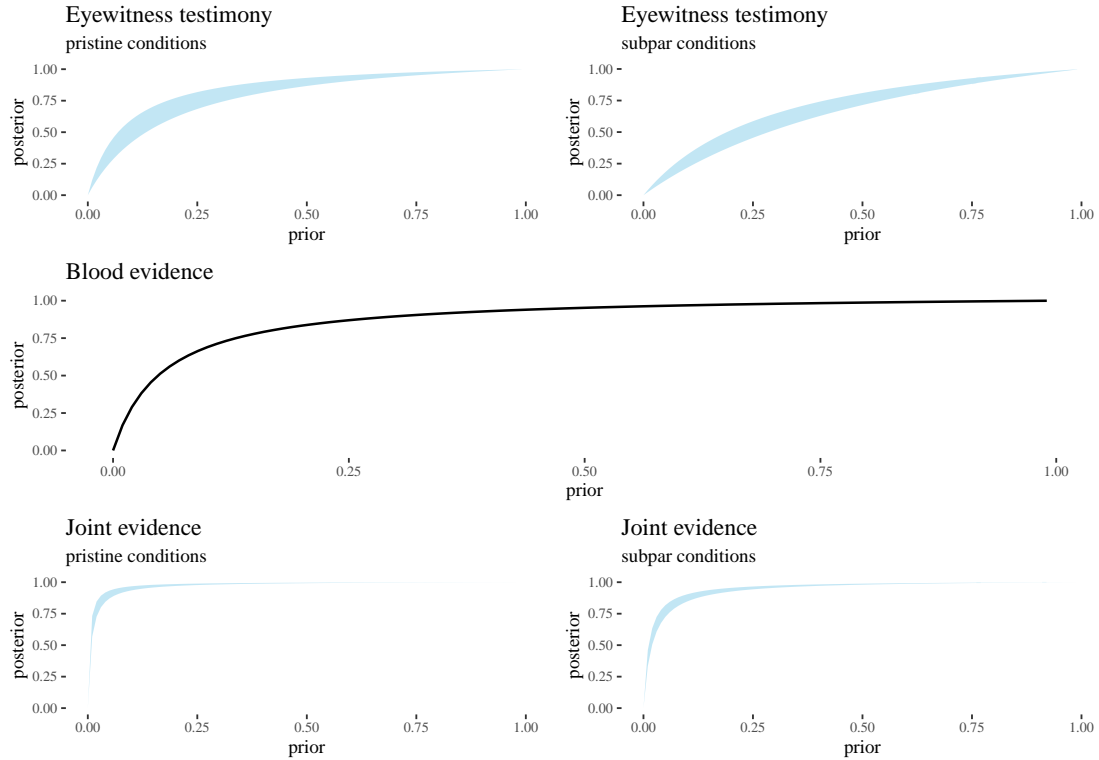 Eyewitness testimony
pristine conditions
posterior
1.00
0.75
0.50
0.25
0.00
0.00 0.25 0.50 0.75 1.00
prior
Eyewitness testimony
subpar conditions
posterior
1.00
0.75
0.50
0.25
0.00
0.00 0.25 0.50 0.75 1.00
prior
Blood evidence
posterior
1.00
0.75
0.50
0.25
0.00
0.00 0.25 0.50 0.75 1.00
prior
Joint evidence
pristine conditions
posterior
1.00
0.75
0.50
0.25
0.00
0.00 0.25 0.50 0.75 1.00
prior
Joint evidence
subpar conditions
posterior
1.00
0.75
0.50
0.25
0.00
0.00 0.25 0.50 0.75 1.00
prior